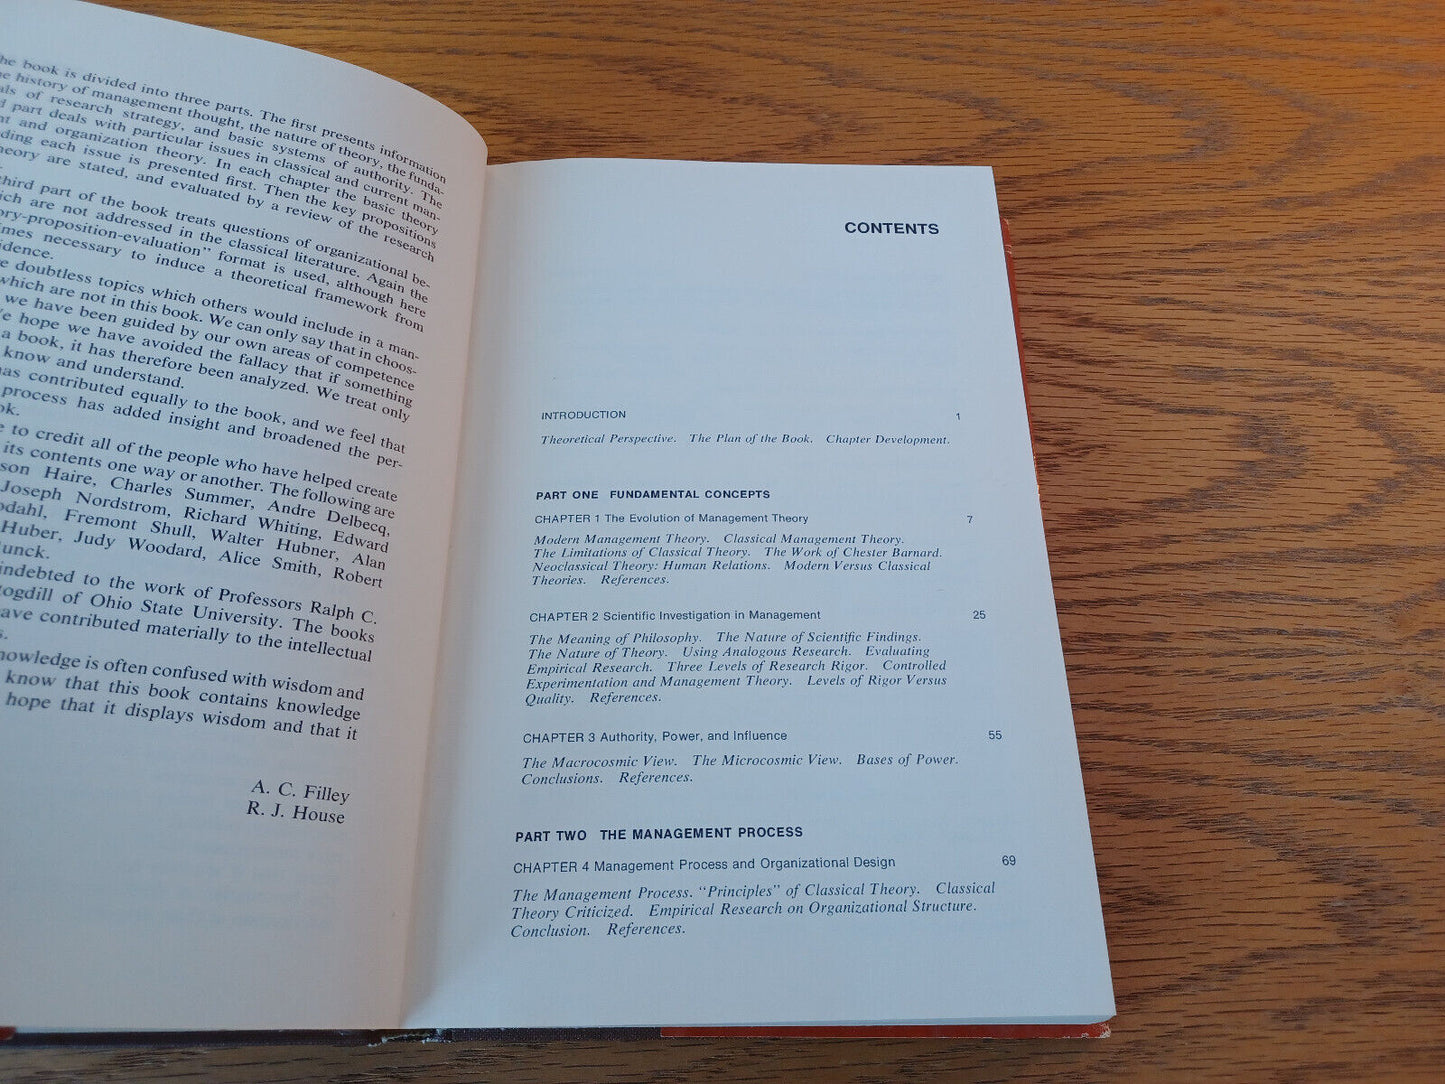 he book is divided into three parts. The first presents information
e history of management thought, the nature of theory, the funda-
als of research strategy, and basic systems of authority. The
d part deals with particular issues in classical and current man-
nt and organization theory. In each chapter the basic theory
ding each issue is presented first. Then the key propositions
heory are stated, and evaluated by a review of the research
third part of the book treats questions of organizational be-
ich are not addressed in the classical literature. Again the
ory-proposition-evaluation" format is used, although here
imes necessary to induce a theoretical framework from
idence.
re doubtless topics which others would include in a man-
which are not in this book. We can only say that in choos-
we have been guided by our own areas of competence
e hope we have avoided the fallacy that if something
a book, it has therefore been analyzed. We treat only
know and understand.
has contributed equally to the book, and we feel that
process has added insight and broadened the per-
ok.
e to credit all of the people who have helped create
its contents one way or another. The following are
son Haire, Charles Summer, Andre Delbecq,
Joseph Nordstrom, Richard Whiting, Edward
odahl, Fremont Shull, Walter Hubner, Alan
Huber, Judy Woodard, Alice Smith, Robert
unck.
indebted to the work of Professors Ralph C.
togdill of Ohio State University. The books
ave contributed materially to the intellectual
s.
nowledge is often confused with wisdom and
know that this book contains knowledge
hope that it displays wisdom and that it
A. C. Filley
R. J. House
CONTENTS
INTRODUCTION 1
Theoretical Perspective. The Plan of the Book. Chapter Development.
PART ONE FUNDAMENTAL CONCEPTS
CHAPTER 1 The Evolution of Management Theory 7
Modern Management Theory. Classical Management Theory.
The Limitations of Classical Theory. The Work of Chester Barnard.
Neoclassical Theory: Human Relations. Modern Versus Classical
Theories. References.
CHAPTER 2 Scientific Investigation in Management 25
The Meaning of Philosophy. The Nature of Scientific Findings.
The Nature of Theory. Using Analogous Research. Evaluating
Empirical Research. Three Levels of Research Rigor. Controlled
Experimentation and Management Theory. Levels of Rigor Versus
Quality. References.
CHAPTER 3 Authority, Power, and Influence 55
The Macrocosmic View. The Microcosmic View. Bases of Power.
Conclusions. References.
PART TWO THE MANAGEMENT PROCESS
CHAPTER 4 Management Process and Organizational Design 69
The Management Process. "Principles" of Classical Theory. Classical
Theory Criticized. Empirical Research on Organizational Structure.
Conclusion. References.